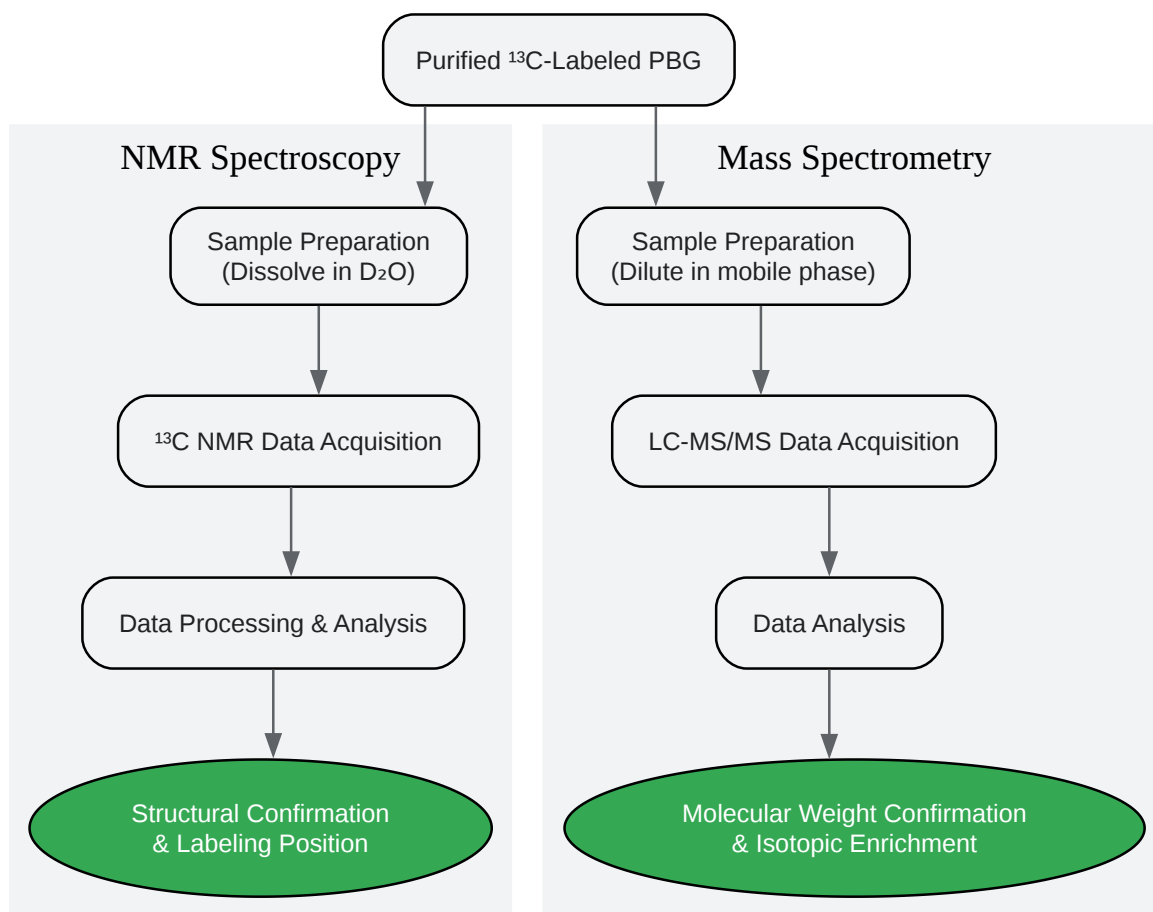 Purified ¹³C-Labeled PBG
NMR Spectroscopy
Sample Preparation
(Dissolve in D₂O)
¹³C NMR Data Acquisition
Data Processing & Analysis
Structural Confirmation
& Labeling Position
Mass Spectrometry
Sample Preparation
(Dilute in mobile phase)
LC-MS/MS Data Acquisition
Data Analysis
Molecular Weight Confirmation
& Isotopic Enrichment